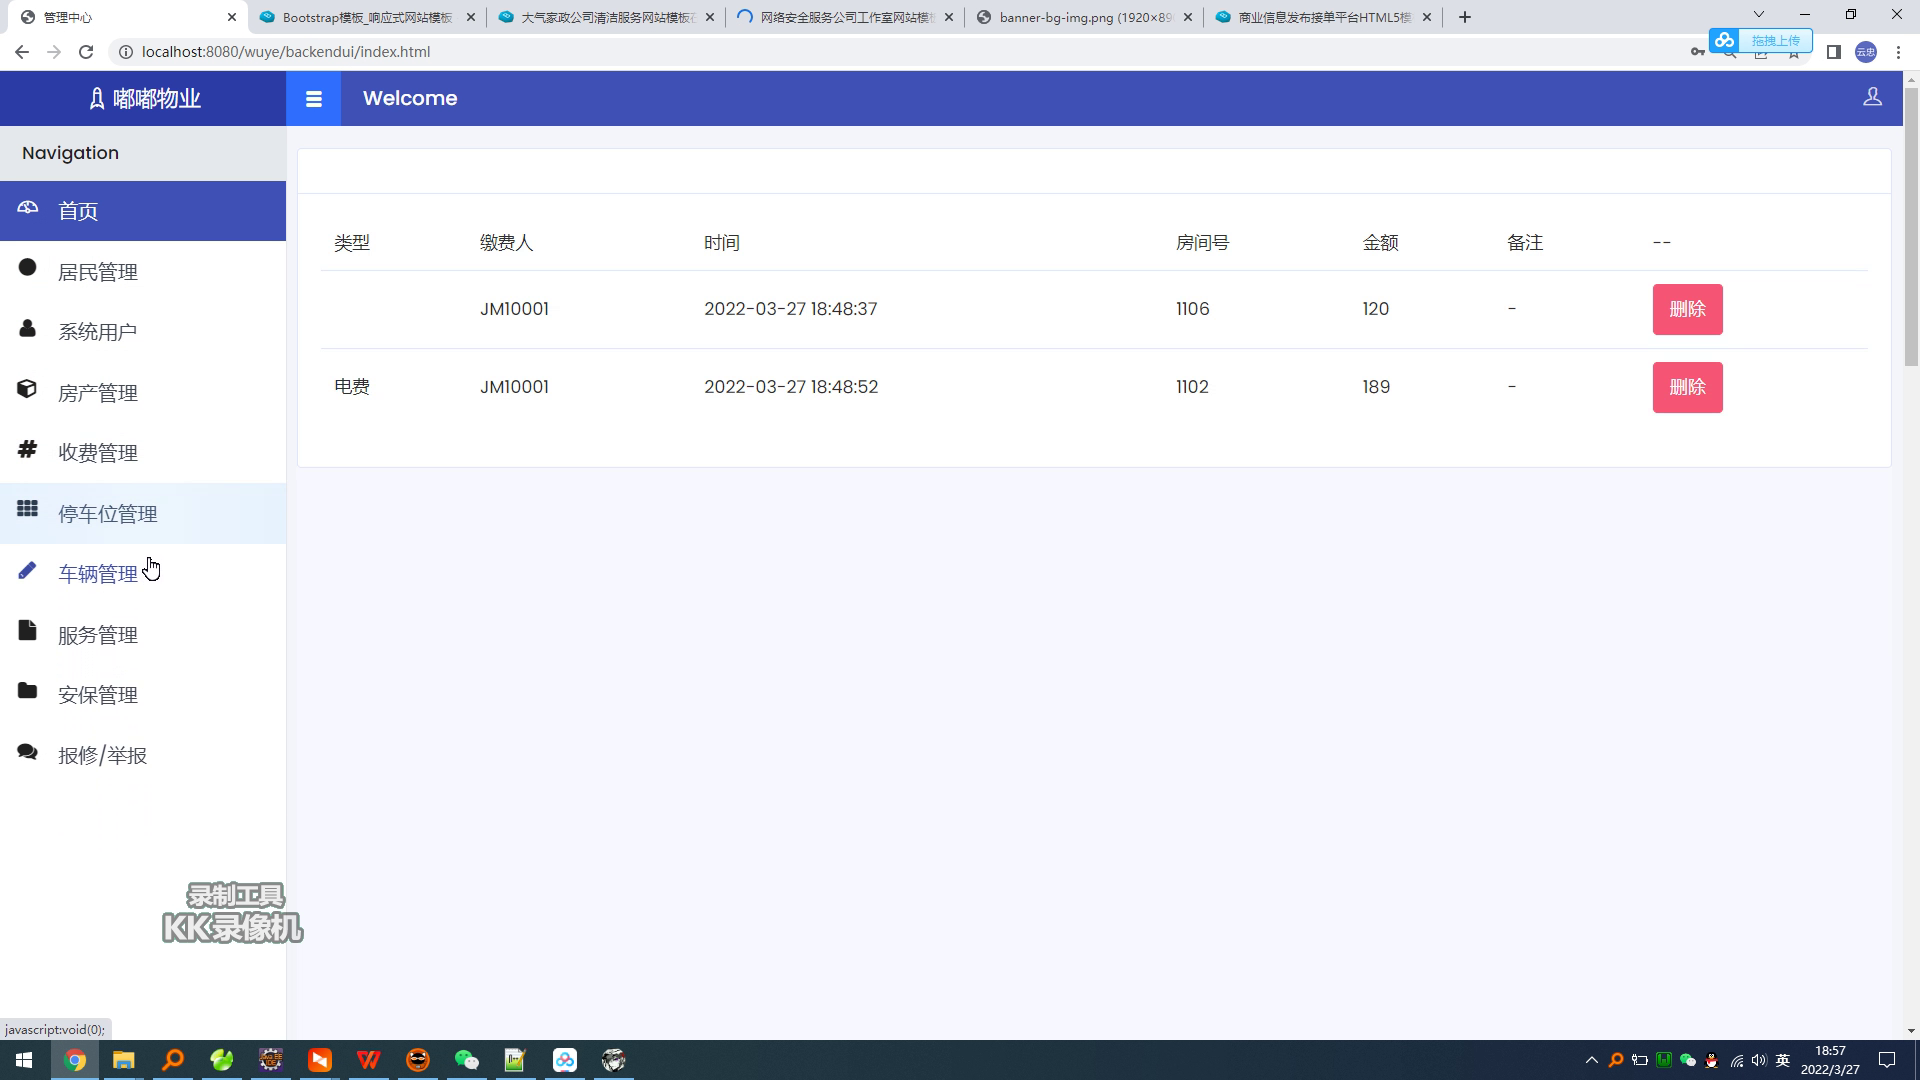 管理中心
Bootstrap模板_响应式网站模板
大气家政公司清洁服务网站模板在
网络安全服务公司工作室网站模板
banner-bg-img.png (1920×89
商业信息发布接单平台HTML5模
localhost:8080/wuye/backendui/index.html
拖拽上传
云忠
嘟嘟物业
Welcome
Navigation
首页
居民管理
系统用户
房产管理
收费管理
停车位管理
车辆管理
服务管理
安保管理
报修/举报
类型 缴费人 时间 房间号 金额 备注 --
JM10001 2022-03-27 18:48:37 1106 120 - 删除
电费 JM10001 2022-03-27 18:48:52 1102 189 - 删除
录制工具
KK录像机
javascript:void(0);
英
18:57
2022/3/27